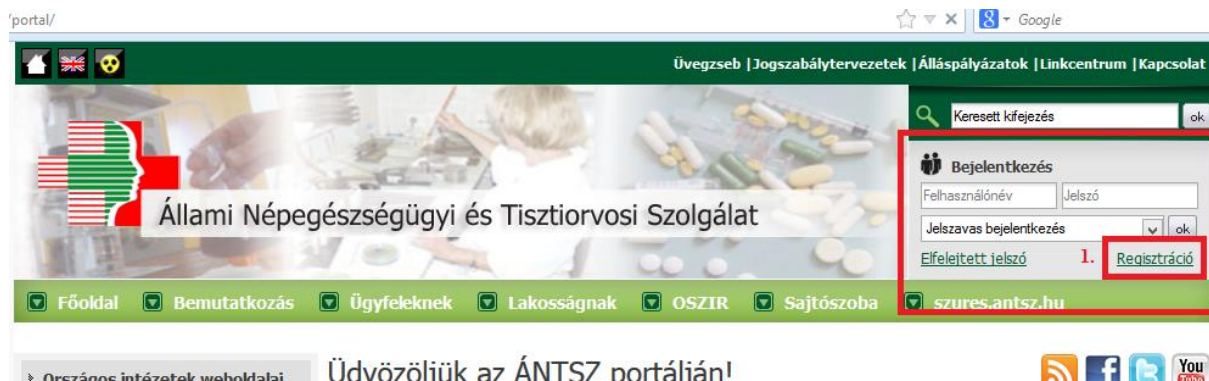 /portal/
8 Google
Üvegzseb |Jogszabálytervezetek |Álláspályázatok |Linkcentrum |Kapcsolat
Keresett kifejezés ok
Bejelentkezés
Felhasználónév Jelszó
Állami Népegészségügyi és Tisztiorvosi Szolgálat
Jelszavas bejelentkezés ok
Elfelejtett jelszó 1. Regisztráció
Főoldal Bemutatkozás Ügyfeleknek Lakosságnak OSZIR Sajtószoba szures.antsz.hu
Országos intézetek weboldalai
Üdvözöljük az ÁNTSZ portálján!
You Tube